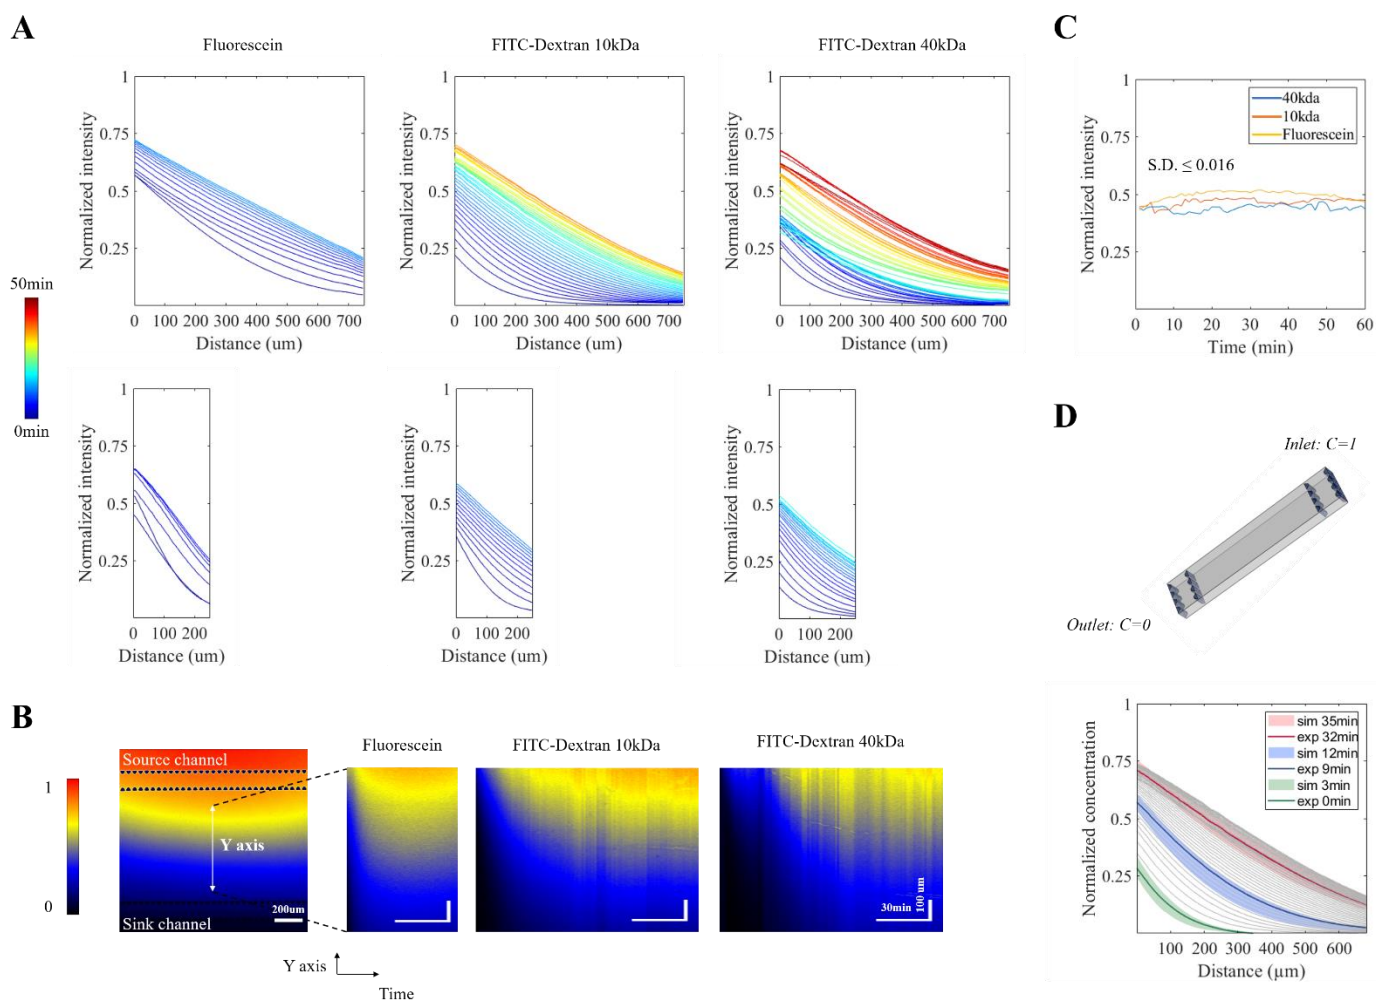 A
Fluorescein
FITC-Dextran 10kDa
FITC-Dextran 40kDa
1
0.75
0.5
0.25
Normalized intensity
0 100 200 300 400 500 600 700
Distance (um)
1
0.75
0.5
0.25
Normalized intensity
0 100 200 300 400 500 600 700
Distance (um)
1
0.75
0.5
0.25
Normalized intensity
0 100 200 300 400 500 600 700
Distance (um)
50min
0min
1
0.75
0.5
0.25
Normalized intensity
0 100 200
Distance (um)
1
0.75
0.5
0.25
Normalized intensity
0 100 200
Distance (um)
1
0.75
0.5
0.25
Normalized intensity
0 100 200
Distance (um)
B
1
0
Source channel
Y axis
200um
Sink channel
Fluorescein
FITC-Dextran 10kDa
FITC-Dextran 40kDa
30min
100 um
Y axis
Time
C
1
0.75
0.5
0.25
Normalized intensity
40kda
10kda
Fluorescein
S.D. ≤ 0.016
0 10 20 30 40 50 60
Time (min)
D
Inlet: C=1
Outlet: C=0
1
0.75
0.5
0.25
Normalized concentration
sim 35min
exp 32min
sim 12min
exp 9min
sim 3min
exp 0min
100 200 300 400 500 600
Distance (µm)